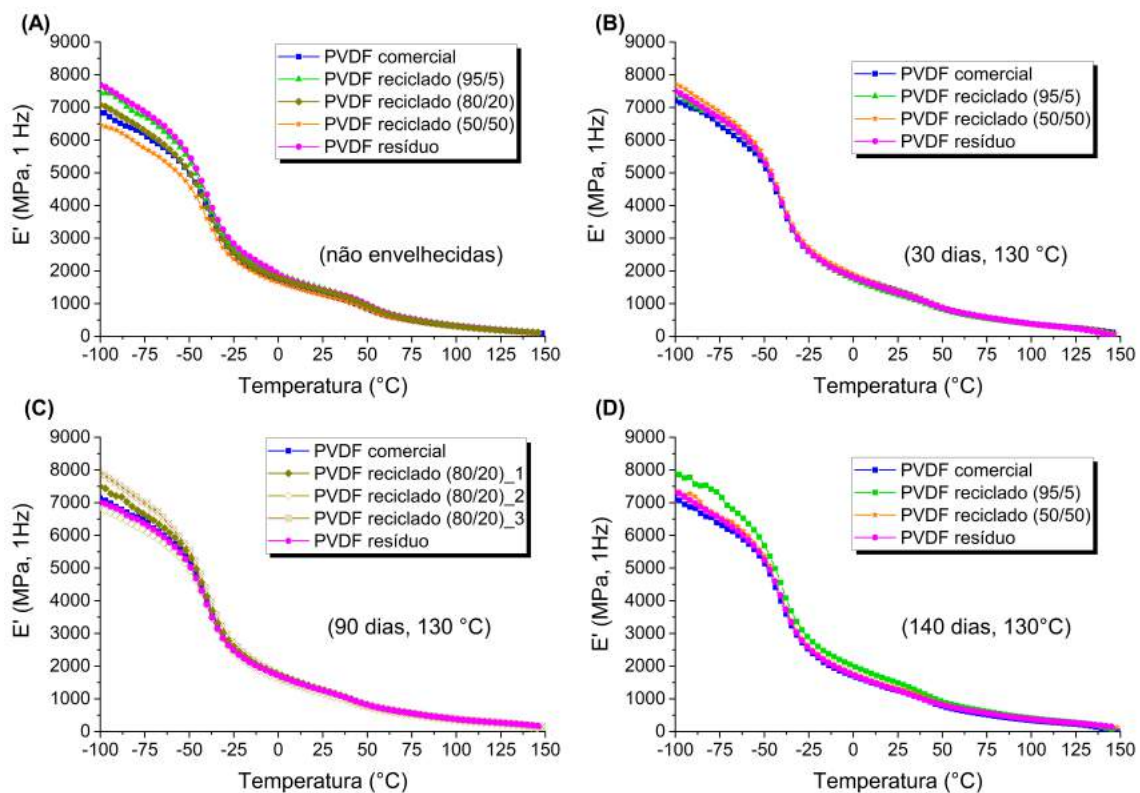 (A)
E' (MPa, 1 Hz)
9000
8000
7000
6000
5000
4000
3000
2000
1000
0
PVDF comercial
PVDF reciclado (95/5)
PVDF reciclado (80/20)
PVDF reciclado (50/50)
PVDF resíduo
(não envelhecidas)
-100 -75 -50 -25 0 25 50 75 100 125 150
Temperatura (°C)
(B)
E' (MPa, 1Hz)
9000
8000
7000
6000
5000
4000
3000
2000
1000
0
PVDF comercial
PVDF reciclado (95/5)
PVDF reciclado (50/50)
PVDF resíduo
(30 dias, 130 °C)
-100 -75 -50 -25 0 25 50 75 100 125 150
Temperatura (°C)
(C)
E' (MPa, 1Hz)
9000
8000
7000
6000
5000
4000
3000
2000
1000
0
PVDF comercial
PVDF reciclado (80/20)_1
PVDF reciclado (80/20)_2
PVDF reciclado (80/20)_3
PVDF resíduo
(90 dias, 130 °C)
-100 -75 -50 -25 0 25 50 75 100 125 150
Temperatura (°C)
(D)
E' (MPa, 1Hz)
9000
8000
7000
6000
5000
4000
3000
2000
1000
0
PVDF comercial
PVDF reciclado (95/5)
PVDF reciclado (50/50)
PVDF resíduo
(140 dias, 130°C)
-100 -75 -50 -25 0 25 50 75 100 125 150
Temperatura (°C)